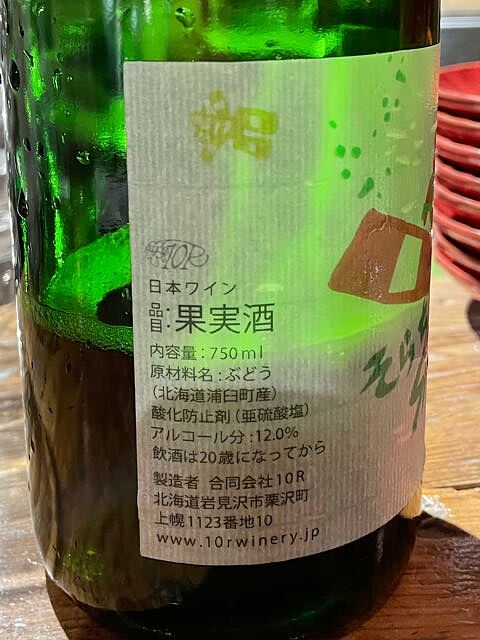 10R
日本ワイン
品目:果実酒
内容量:750ml
原材料名:ぶどう
(北海道浦臼町産)
酸化防止剤(亜硫酸塩)
アルコール分:12.0%
飲酒は20歳になってから
製造者 合同会社10R
北海道岩見沢市栗沢町
上幌1123番地10
www.10rwinery.jp
そら